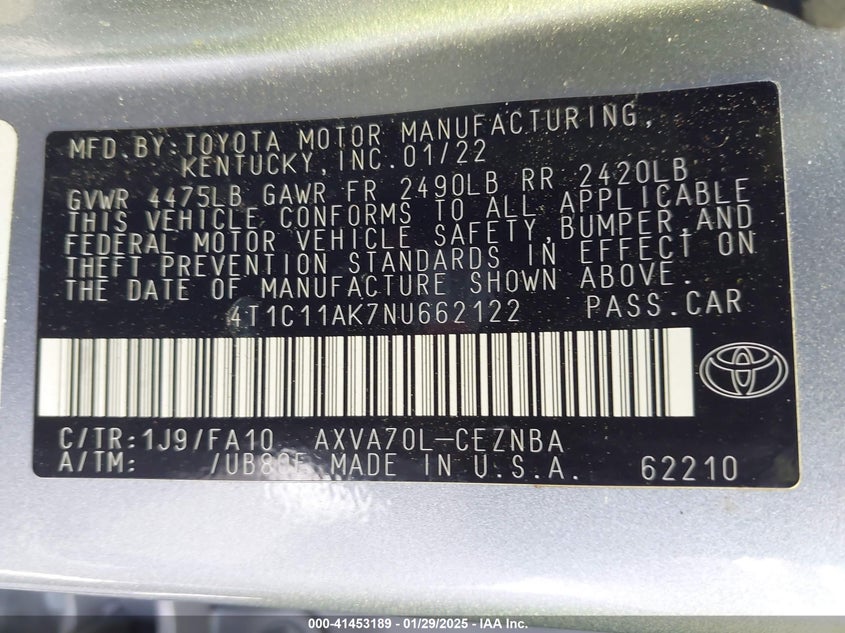 MFD.BY:TOYOTA MOTOR MANUFACTURING,
KENTUCKY,INC.01/22
GVWR 4475LB GAWR FR 2490LB RR 2420LB
THIS VEHICLE CONFORMS TO ALL APPLICABLE
FEDERAL MOTOR VEHICLE SAFETY,BUMPER,AND
THEFT PREVENTION STANDARDS IN EFFECT ON
THE DATE OF MANUFACTURE SHOWN ABOVE.
4T1C11AK7NU662122 PASS.CAR
C/TR:1J9/FA10 AXVA70L-CEZNBA
A/TM: /UB80E MADE IN U.S.A. 62210
000-41453189 - 01/29/2025 - IAA Inc.